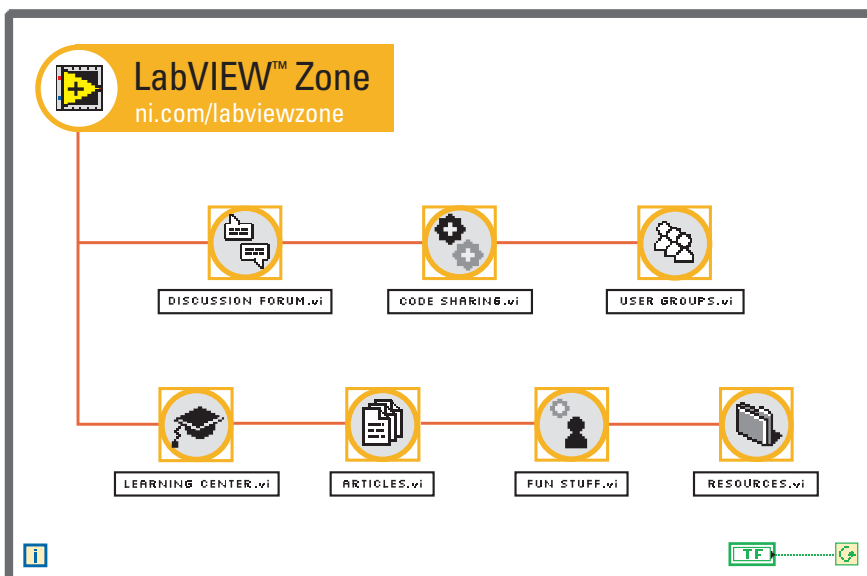 LabVIEW™ Zone
ni.com/labviewzone
DISCUSSION FORUM.vi
CODE SHARING.vi
USER GROUPS.vi
LEARNING CENTER.vi
ARTICLES.vi
FUN STUFF.vi
RESOURCES.vi
i
TF